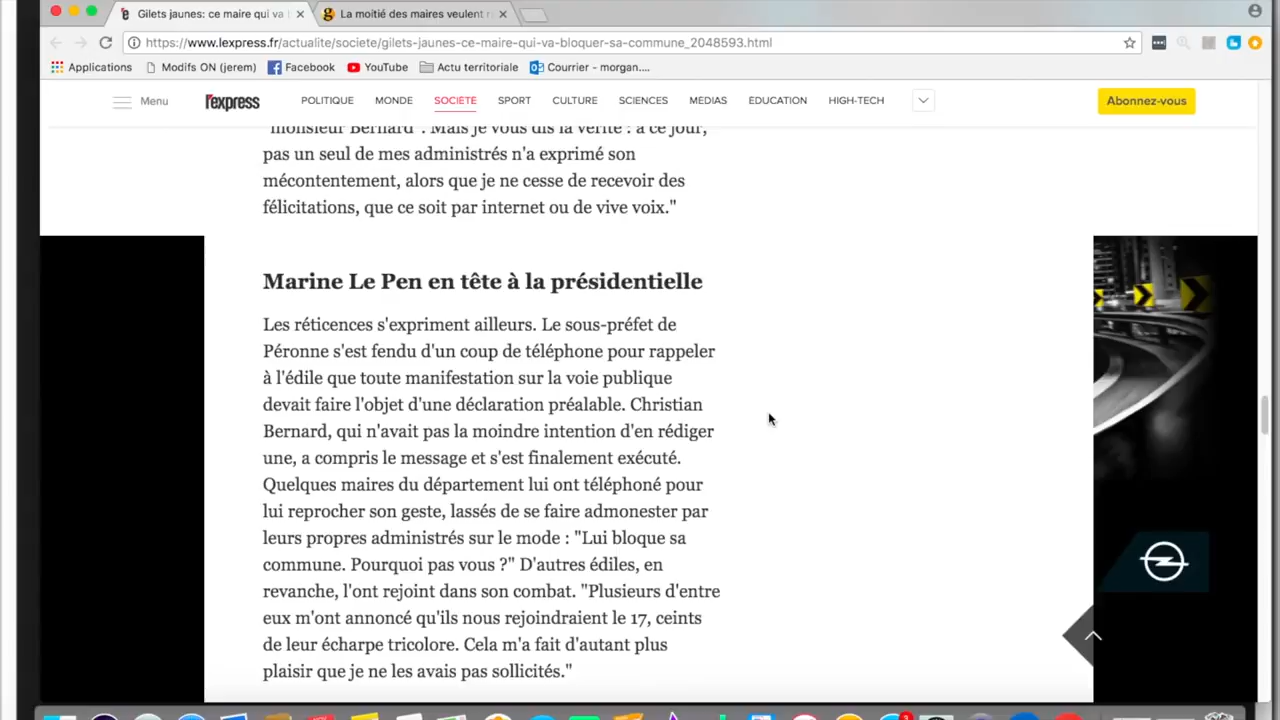 Gilets jaunes: ce maire qui va
La moitié des maires veulent
https://www.lexpress.fr/actualite/societe/gilets-jaunes-ce-maire-qui-va-bloquer-sa-commune_2048593.html
Applications Modifs ON (jerem) Facebook YouTube Actu territoriale Courrier - morgan....
Menu l'express POLITIQUE MONDE SOCIÉTÉ SPORT CULTURE SCIENCES MÉDIAS ÉDUCATION HIGH-TECH Abonnez-vous
"monsieur Bernard". Mais je vous dis la vérité : à ce jour,
pas un seul de mes administrés n'a exprimé son
mécontentement, alors que je ne cesse de recevoir des
félicitations, que ce soit par internet ou de vive voix."
Marine Le Pen en tête à la présidentielle
Les réticences s'expriment ailleurs. Le sous-préfet de
Péronne s'est fendu d'un coup de téléphone pour rappeler
à l'édile que toute manifestation sur la voie publique
devait faire l'objet d'une déclaration préalable. Christian
Bernard, qui n'avait pas la moindre intention d'en rédiger
une, a compris le message et s'est finalement exécuté.
Quelques maires du département lui ont téléphoné pour
lui reprocher son geste, lassés de se faire admonester par
leurs propres administrés sur le mode : "Lui bloque sa
commune. Pourquoi pas vous ?" D'autres édiles, en
revanche, l'ont rejoint dans son combat. "Plusieurs d'entre
eux m'ont annoncé qu'ils nous rejoindraient le 17, ceints
de leur écharpe tricolore. Cela m'a fait d'autant plus
plaisir que je ne les avais pas sollicités."